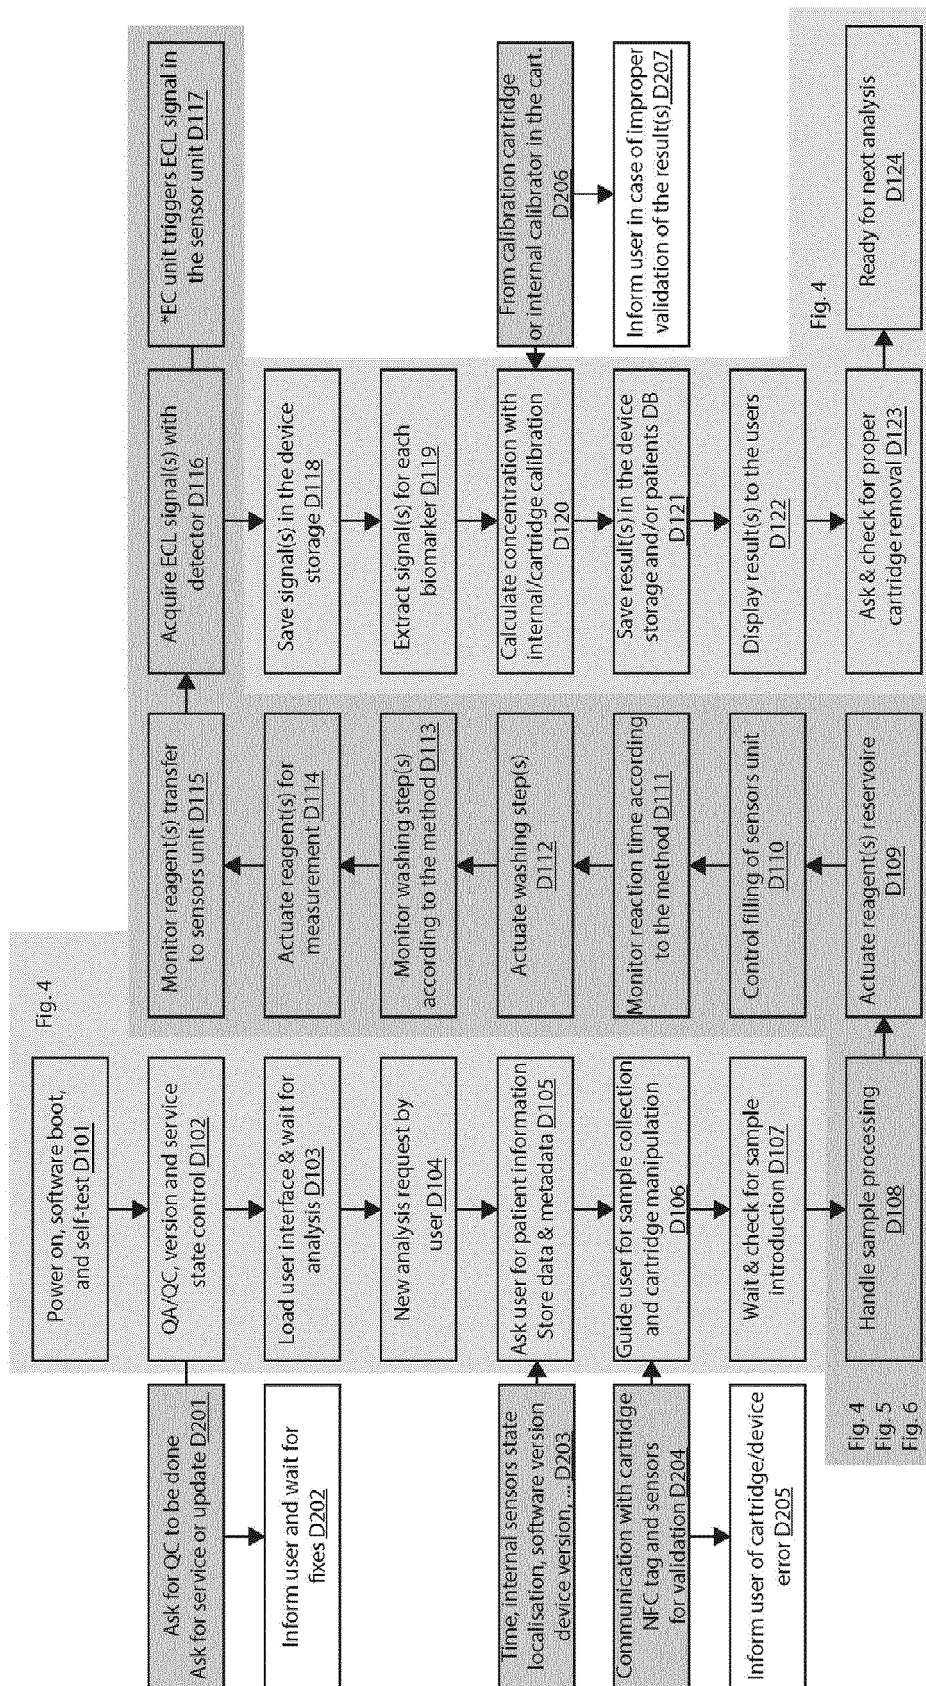 Fig. 4
Power on, software boot,
and self-test D101
QA/QC, version and service
state control D102
Load user interface & wait for
analysis D103
New analysis request by
user D104
Ask user for patient information
Store data & metadata D105
Guide user for sample collection
and cartridge manipulation
D106
Wait & check for sample
introduction D107
Handle sample processing
D108
Fig. 4
Fig. 5
Fig. 6
Ask for QC to be done
Ask for service or update D201
Inform user and wait for
fixes D202
Time, internal sensors state
localisation, software version
device version, ... D203
Communication with cartridge
NFC tag and sensors
for validation D204
Inform user of cartridge/device
error D205
Actuate reagent(s) reservoire
D109
Control filling of sensors unit
D110
Monitor reaction time according
to the method D111
Actuate washing step(s)
D112
Monitor washing step(s)
according to the method D113
Actuate reagent(s) for
measurement D114
Monitor reagent(s) transfer
to sensors unit D115
Acquire ECL signal(s) with
detector D116
*EC unit triggers ECL signal in
the sensor unit D117
Save signal(s) in the device
storage D118
Extract signal(s) for each
biomarker D119
Calculate concentration with
internal/cartridge calibration
D120
From calibration cartridge
or internal calibrator in the cart.
D206
Inform user in case of improper
validation of the result(s) D207
Save result(s) in the device
storage and/or patients DB
D121
Display result(s) to the users
D122
Ask & check for proper
cartridge removal D123
Fig. 4
Ready for next analysis
D124